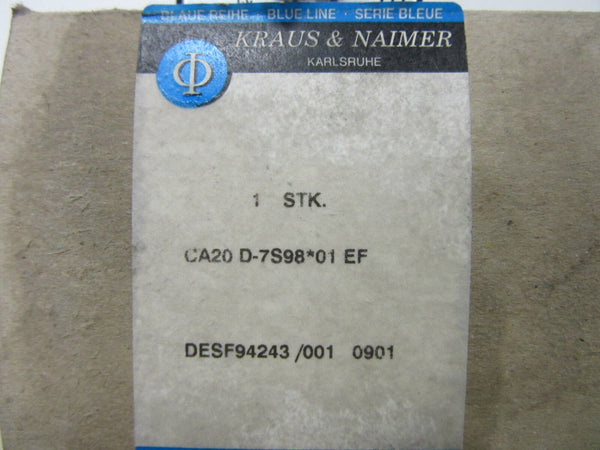 BLAUE REIHE · BLUE LINE · SERIE BLEUE
KRAUS & NAIMER
KARLSRUHE
1 STK.
CA20 D-7S98*01 EF
DESF94243 /001 0901